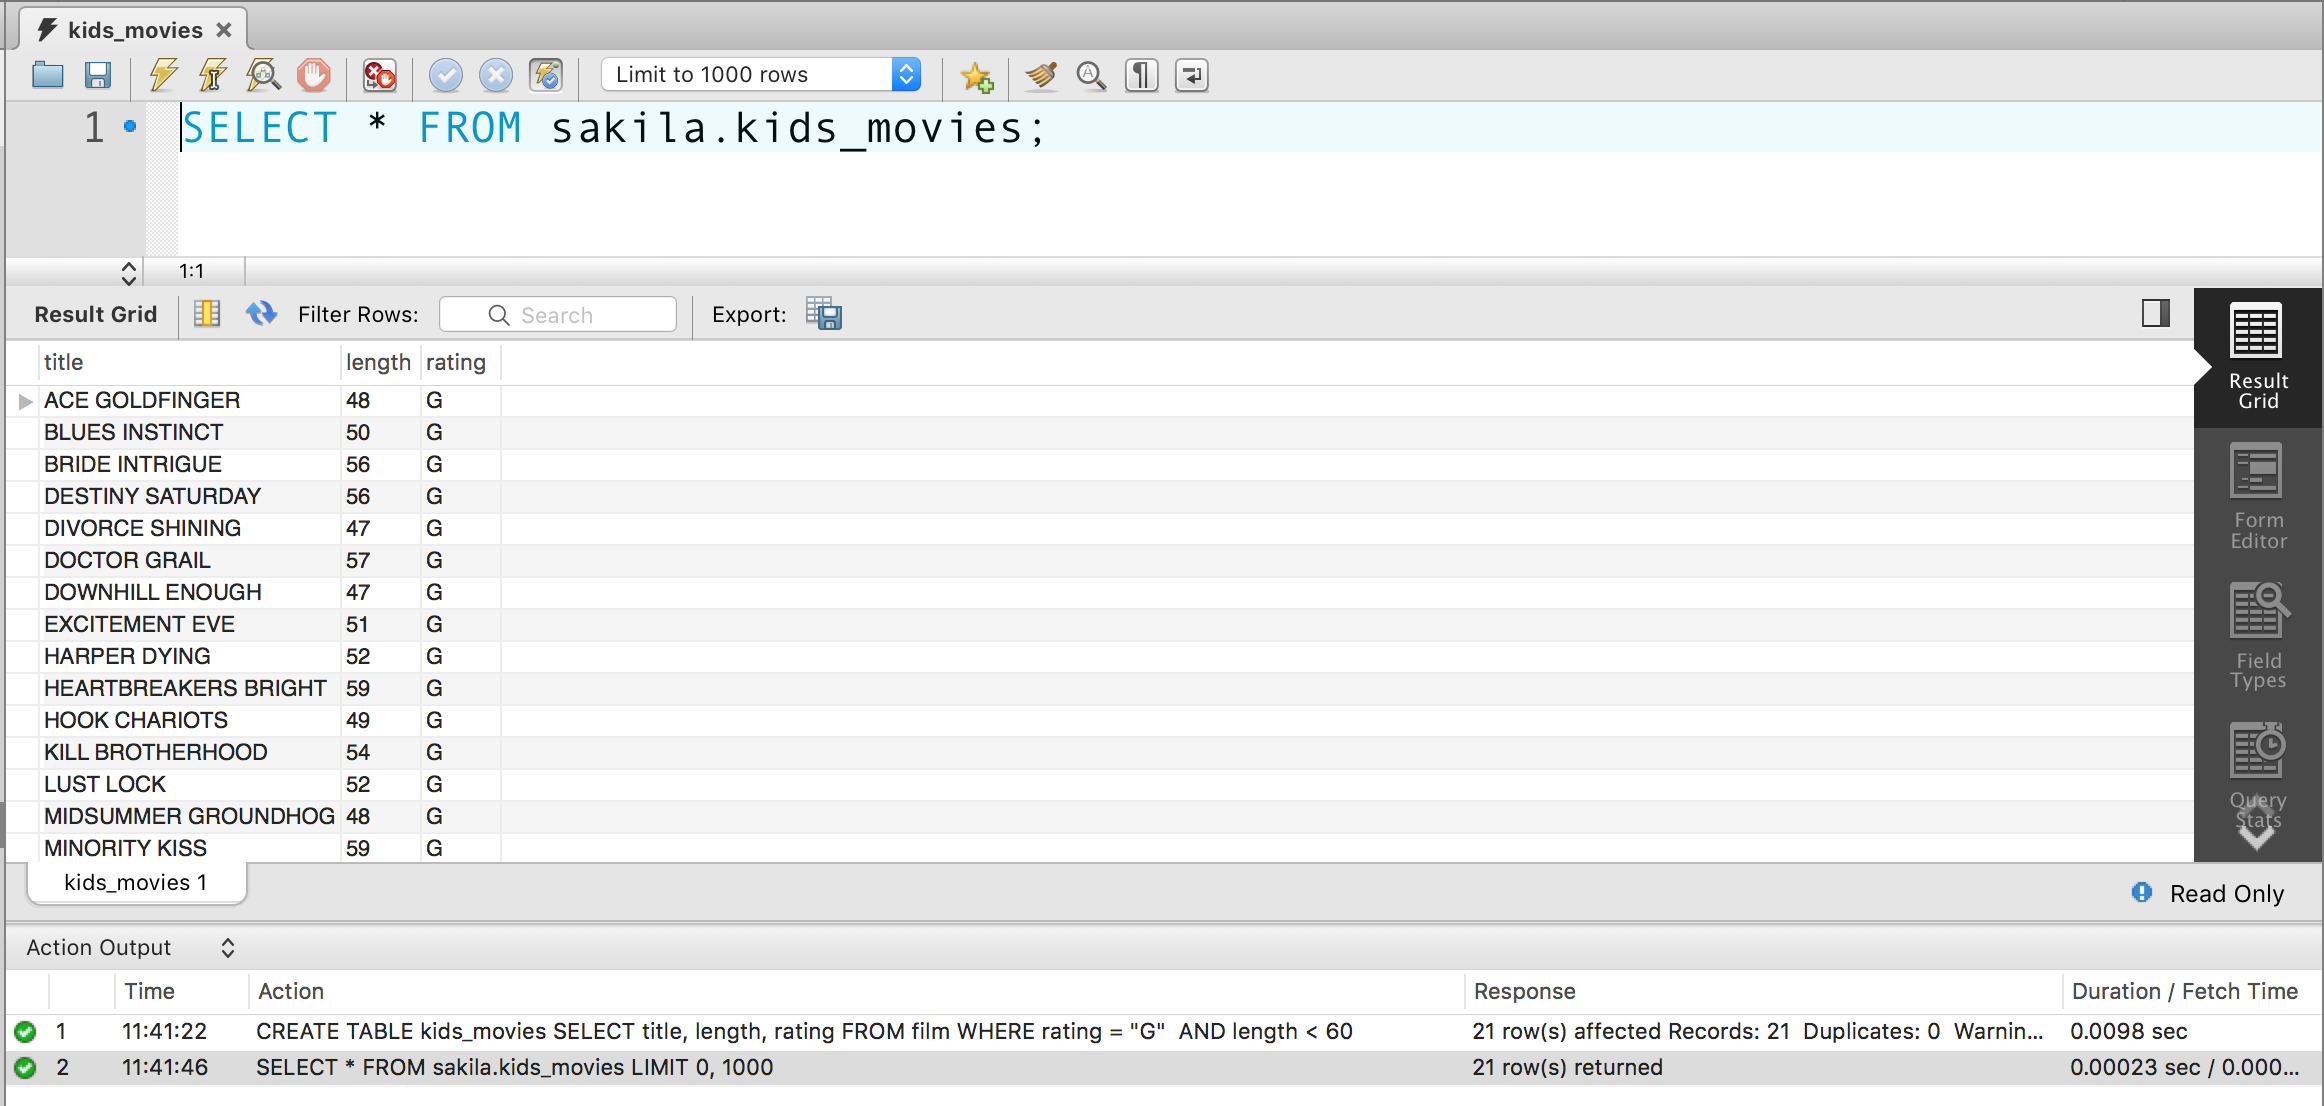 kids_movies
Limit to 1000 rows
1 SELECT * FROM sakila.kids_movies;
1:1
Result Grid Filter Rows: Search Export:
title length rating
ACE GOLDFINGER 48 G
BLUES INSTINCT 50 G
BRIDE INTRIGUE 56 G
DESTINY SATURDAY 56 G
DIVORCE SHINING 47 G
DOCTOR GRAIL 57 G
DOWNHILL ENOUGH 47 G
EXCITEMENT EVE 51 G
HARPER DYING 52 G
HEARTBREAKERS BRIGHT 59 G
HOOK CHARIOTS 49 G
KILL BROTHERHOOD 54 G
LUST LOCK 52 G
MIDSUMMER GROUNDHOG 48 G
MINORITY KISS 59 G
Result
Grid
Form
Editor
Field
Types
Query
Stats
kids_movies 1
Read Only
Action Output
Time Action Response Duration / Fetch Time
1 11:41:22 CREATE TABLE kids_movies SELECT title, length, rating FROM film WHERE rating = "G"  AND length < 60 21 row(s) affected Records: 21  Duplicates: 0  Warnin... 0.0098 sec
2 11:41:46 SELECT * FROM sakila.kids_movies LIMIT 0, 1000 21 row(s) returned 0.00023 sec / 0.000...